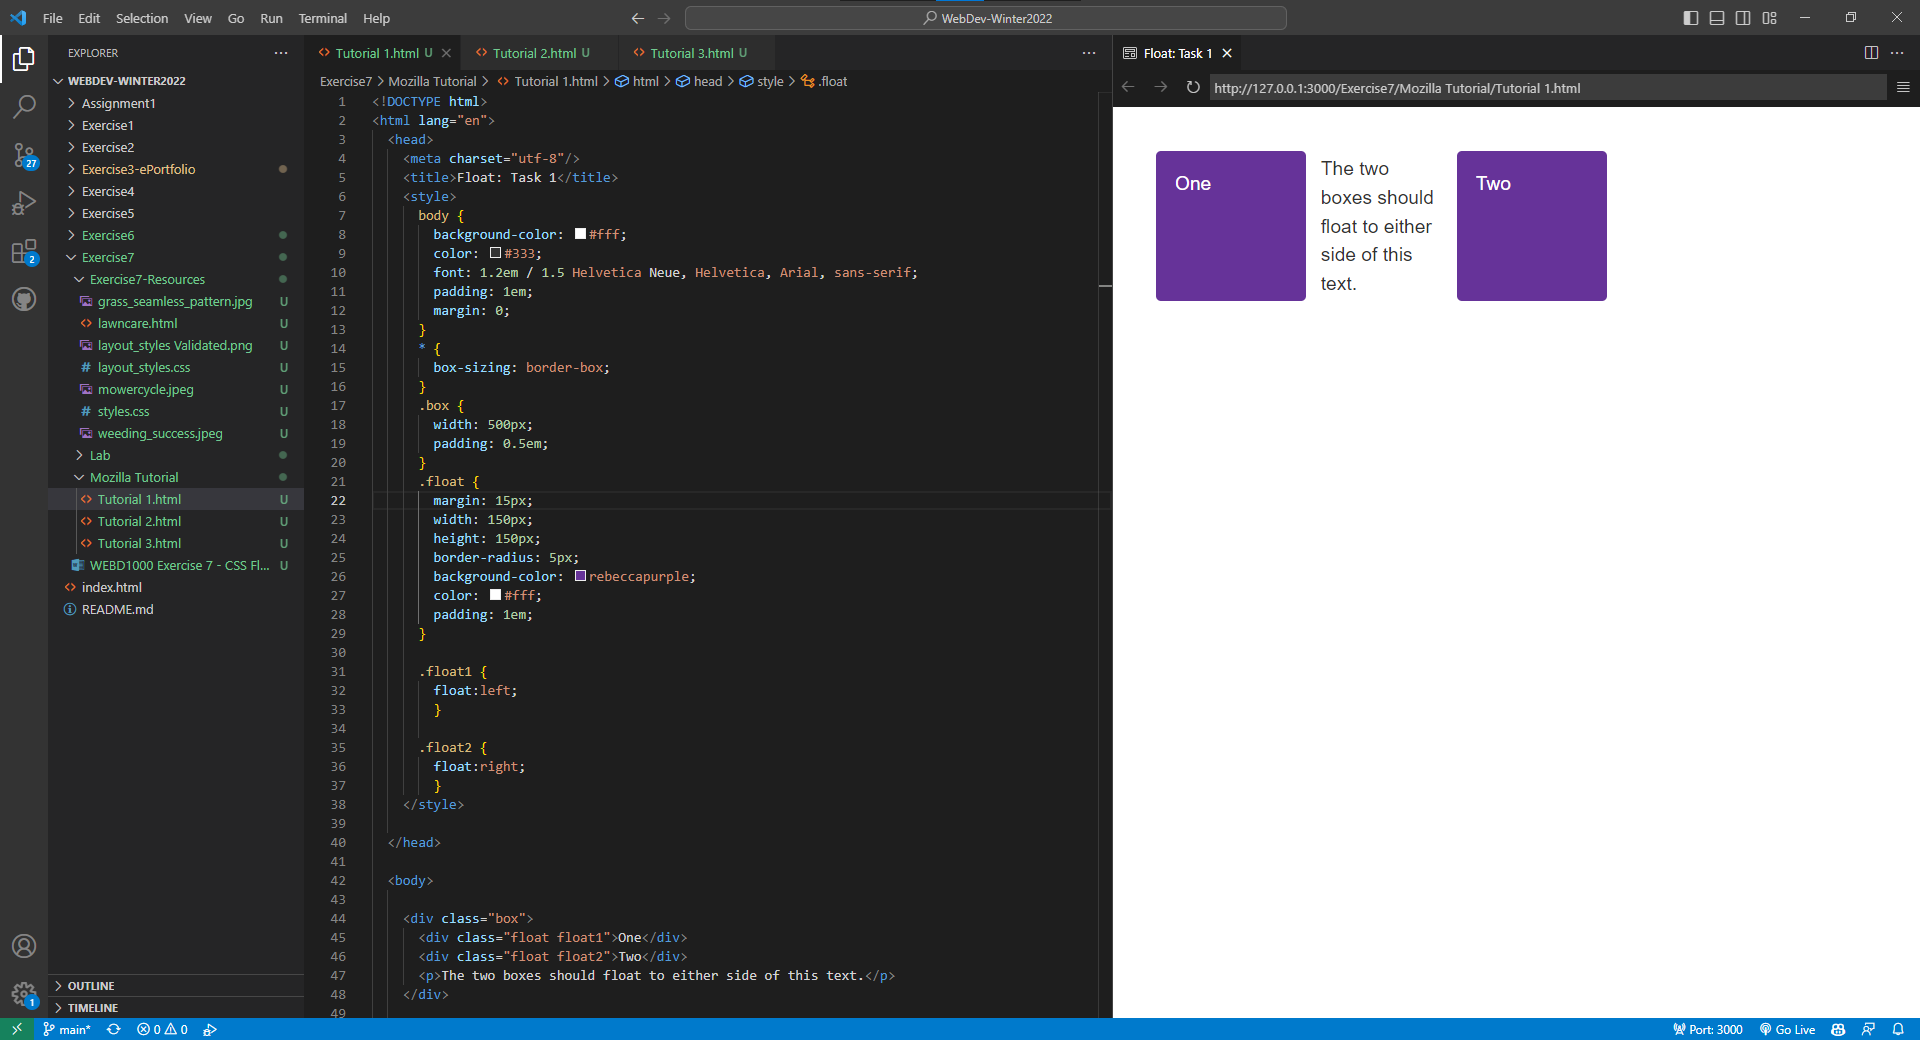 File Edit Selection View Go Run Terminal Help
WebDev-Winter2022
EXPLORER
WEBDEV-WINTER2022
Assignment1
Exercise1
Exercise2
Exercise3-ePortfolio
Exercise4
Exercise5
Exercise6
Exercise7
Exercise7-Resources
grass_seamless_pattern.jpg U
lawncare.html U
layout_styles Validated.png U
# layout_styles.css U
mowercycle.jpeg U
# styles.css U
weeding_success.jpeg U
Lab
Mozilla Tutorial
Tutorial 1.html U
Tutorial 2.html U
Tutorial 3.html U
WEBD1000 Exercise 7 - CSS Fl... U
index.html
README.md
OUTLINE
TIMELINE
27
2
1
Tutorial 1.html U
Tutorial 2.html U
Tutorial 3.html U
Exercise7 > Mozilla Tutorial > Tutorial 1.html > html > head > style > .float
1 <!DOCTYPE html>
2 <html lang="en">
3 <head>
4 <meta charset="utf-8"/>
5 <title>Float: Task 1</title>
6 <style>
7 body {
8 background-color: #fff;
9 color: #333;
10 font: 1.2em / 1.5 Helvetica Neue, Helvetica, Arial, sans-serif;
11 padding: 1em;
12 margin: 0;
13 }
14 * {
15 box-sizing: border-box;
16 }
17 .box {
18 width: 500px;
19 padding: 0.5em;
20 }
21 .float {
22 margin: 15px;
23 width: 150px;
24 height: 150px;
25 border-radius: 5px;
26 background-color: rebeccapurple;
27 color: #fff;
28 padding: 1em;
29 }
30
31 .float1 {
32 float:left;
33 }
34
35 .float2 {
36 float:right;
37 }
38 </style>
39
40 </head>
41
42 <body>
43
44 <div class="box">
45 <div class="float float1">One</div>
46 <div class="float float2">Two</div>
47 <p>The two boxes should float to either side of this text.</p>
48 </div>
49
Float: Task 1
http://127.0.0.1:3000/Exercise7/Mozilla Tutorial/Tutorial 1.html
One
The two
boxes should
float to either
side of this
text.
Two
main* 0 0
Port: 3000 Go Live